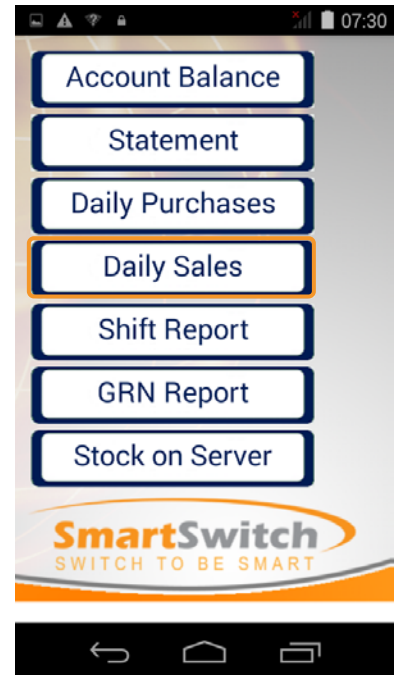 07:30
Account Balance
Statement
Daily Purchases
Daily Sales
Shift Report
GRN Report
Stock on Server
SmartSwitch
SWITCH TO BE SMART